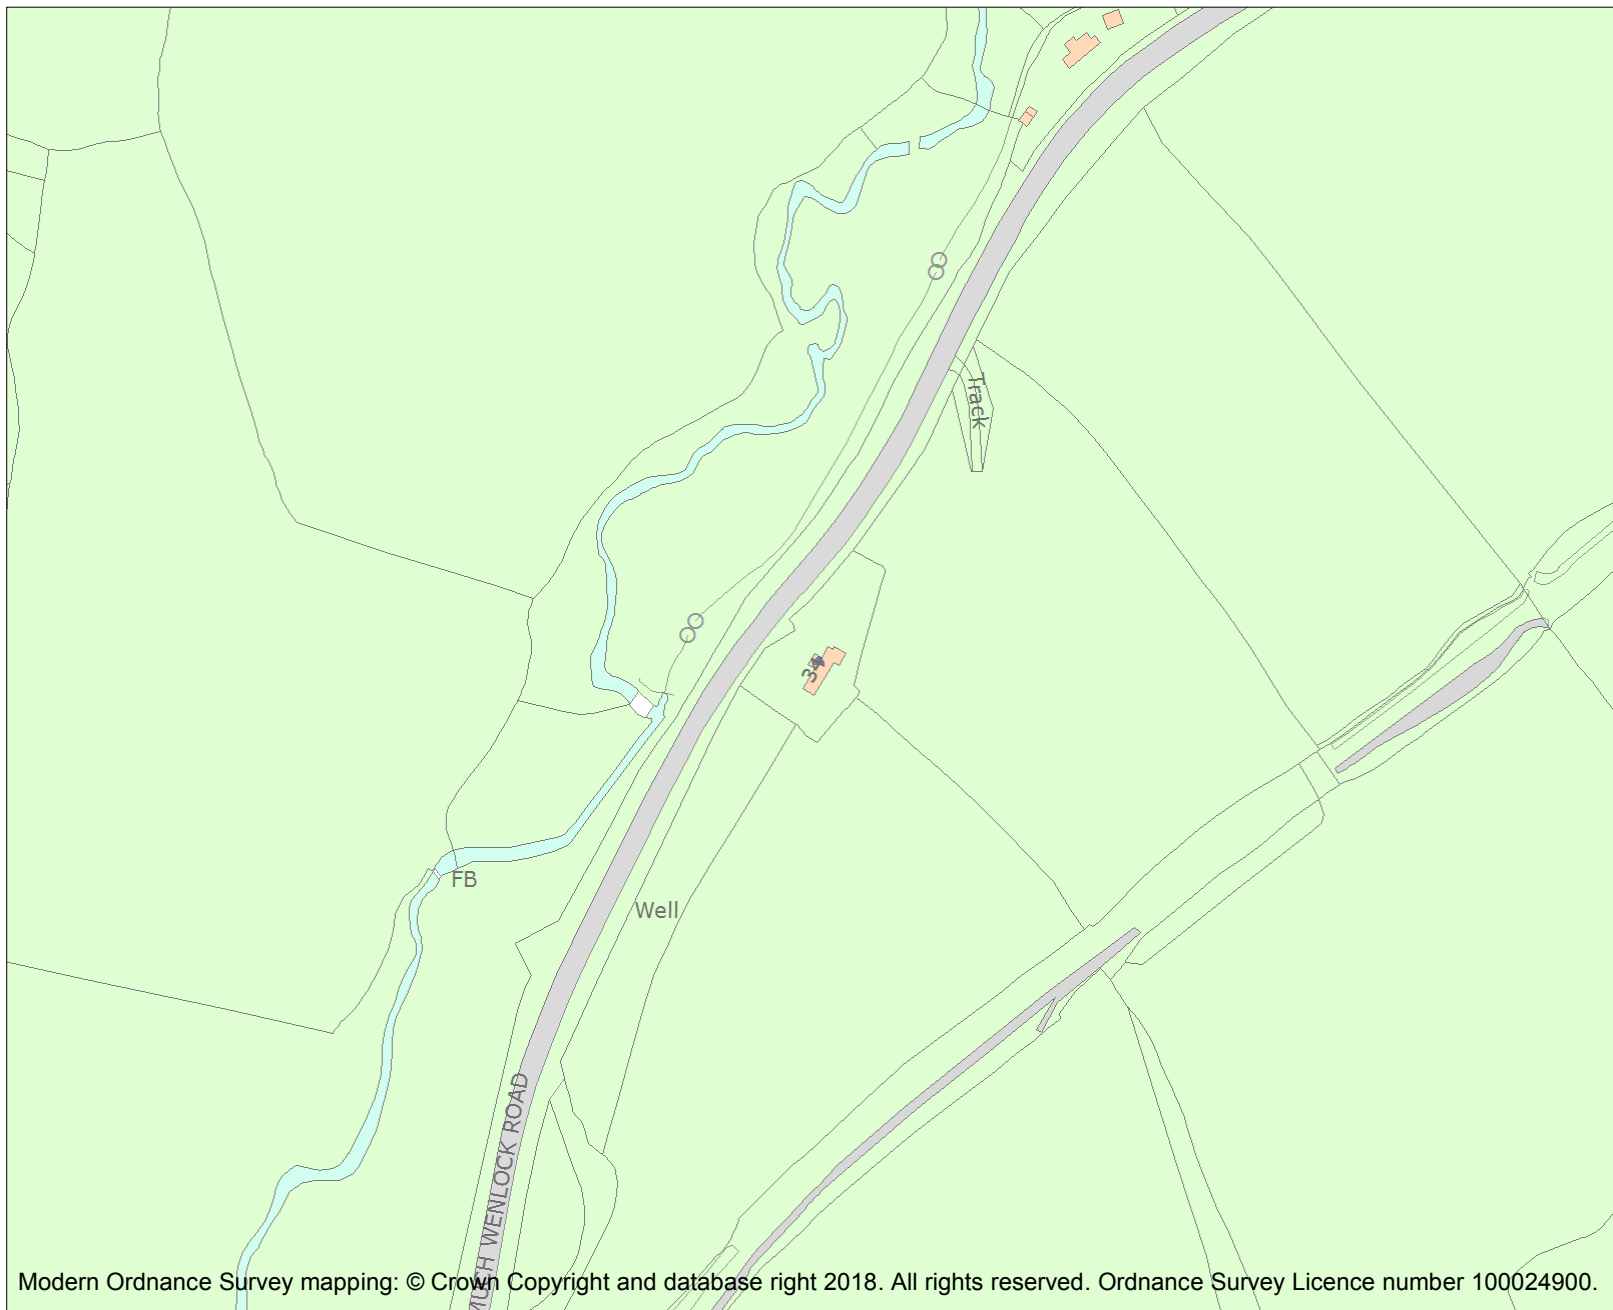 Track
34
FB
Well
MUCH WENLOCK ROAD
Modern Ordnance Survey mapping: © Crown Copyright and database right 2018. All rights reserved. Ordnance Survey Licence number 100024900.